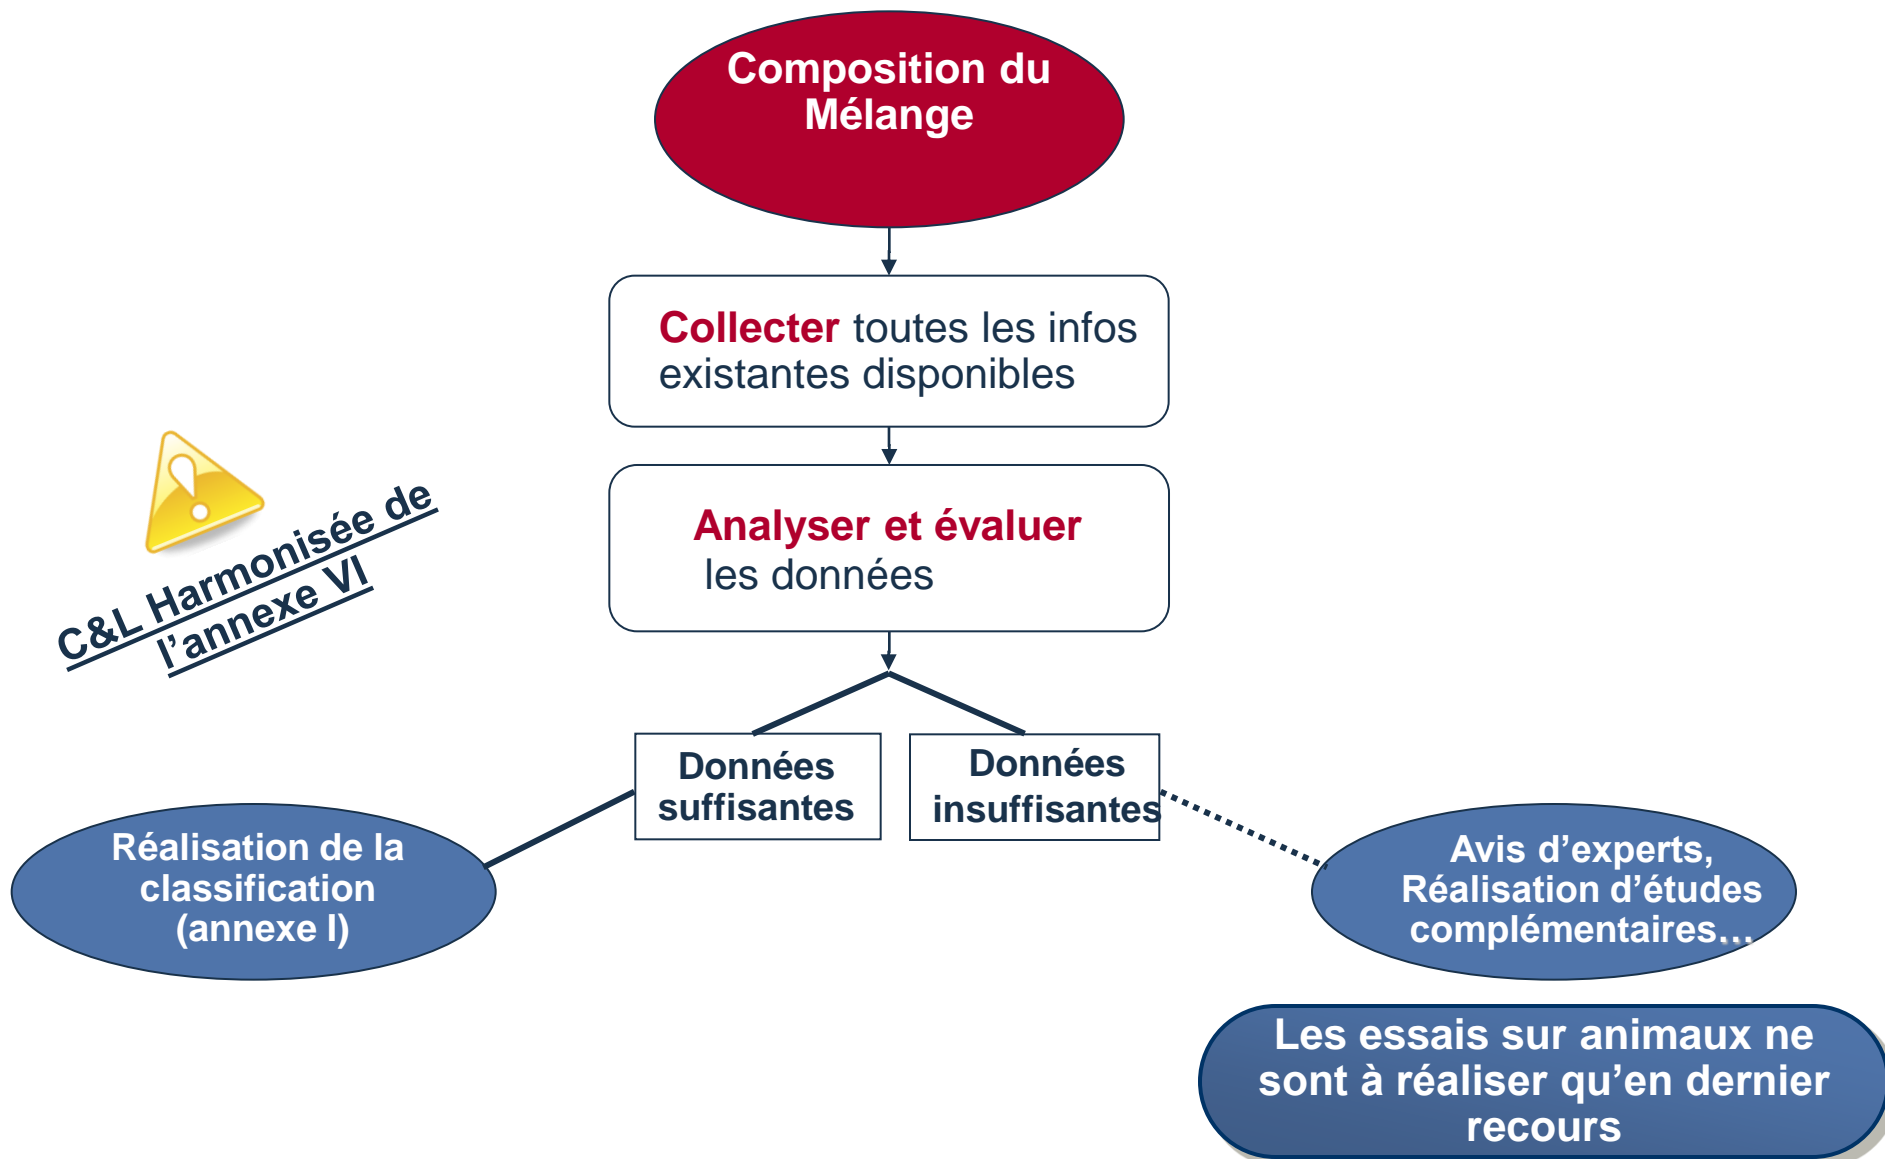 Composition du
Mélange
Collecter toutes les infos
existantes disponibles
Analyser et évaluer
les données
C&L Harmonisée de
l’annexe VI
Données
suffisantes
Données
insuffisantes
Réalisation de la
classification
(annexe I)
Avis d’experts,
Réalisation d’études
complémentaires…
Les essais sur animaux ne
sont à réaliser qu’en dernier
recours